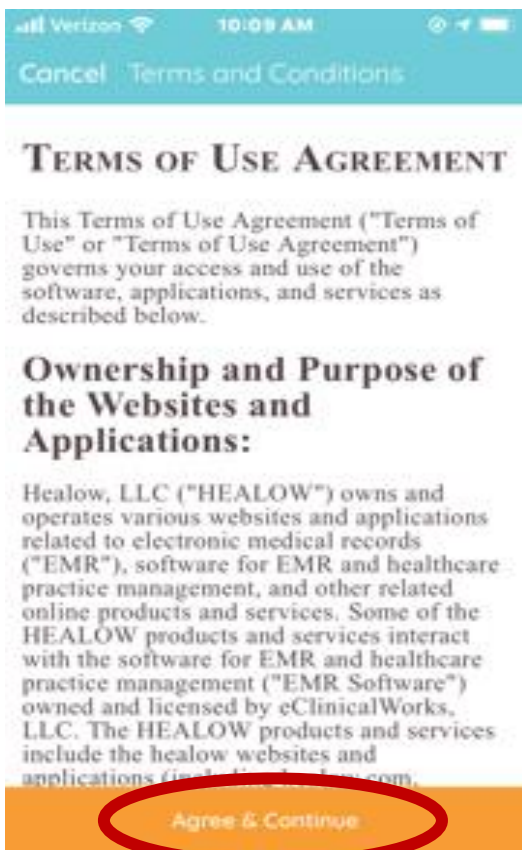 Verizon 10:09 AM
Cancel Terms and Conditions
TERMS OF USE AGREEMENT
This Terms of Use Agreement ("Terms of
Use" or "Terms of Use Agreement")
governs your access and use of the
software, applications, and services as
described below.
Ownership and Purpose of
the Websites and
Applications:
Healow, LLC ("HEALOW") owns and
operates various websites and applications
related to electronic medical records
("EMR"), software for EMR and healthcare
practice management, and other related
online products and services. Some of the
HEALOW products and services interact
with the software for EMR and healthcare
practice management ("EMR Software")
owned and licensed by eClinicalWorks,
LLC. The HEALOW products and services
include the healow websites and
applications (including healow.com,
Agree & Continue